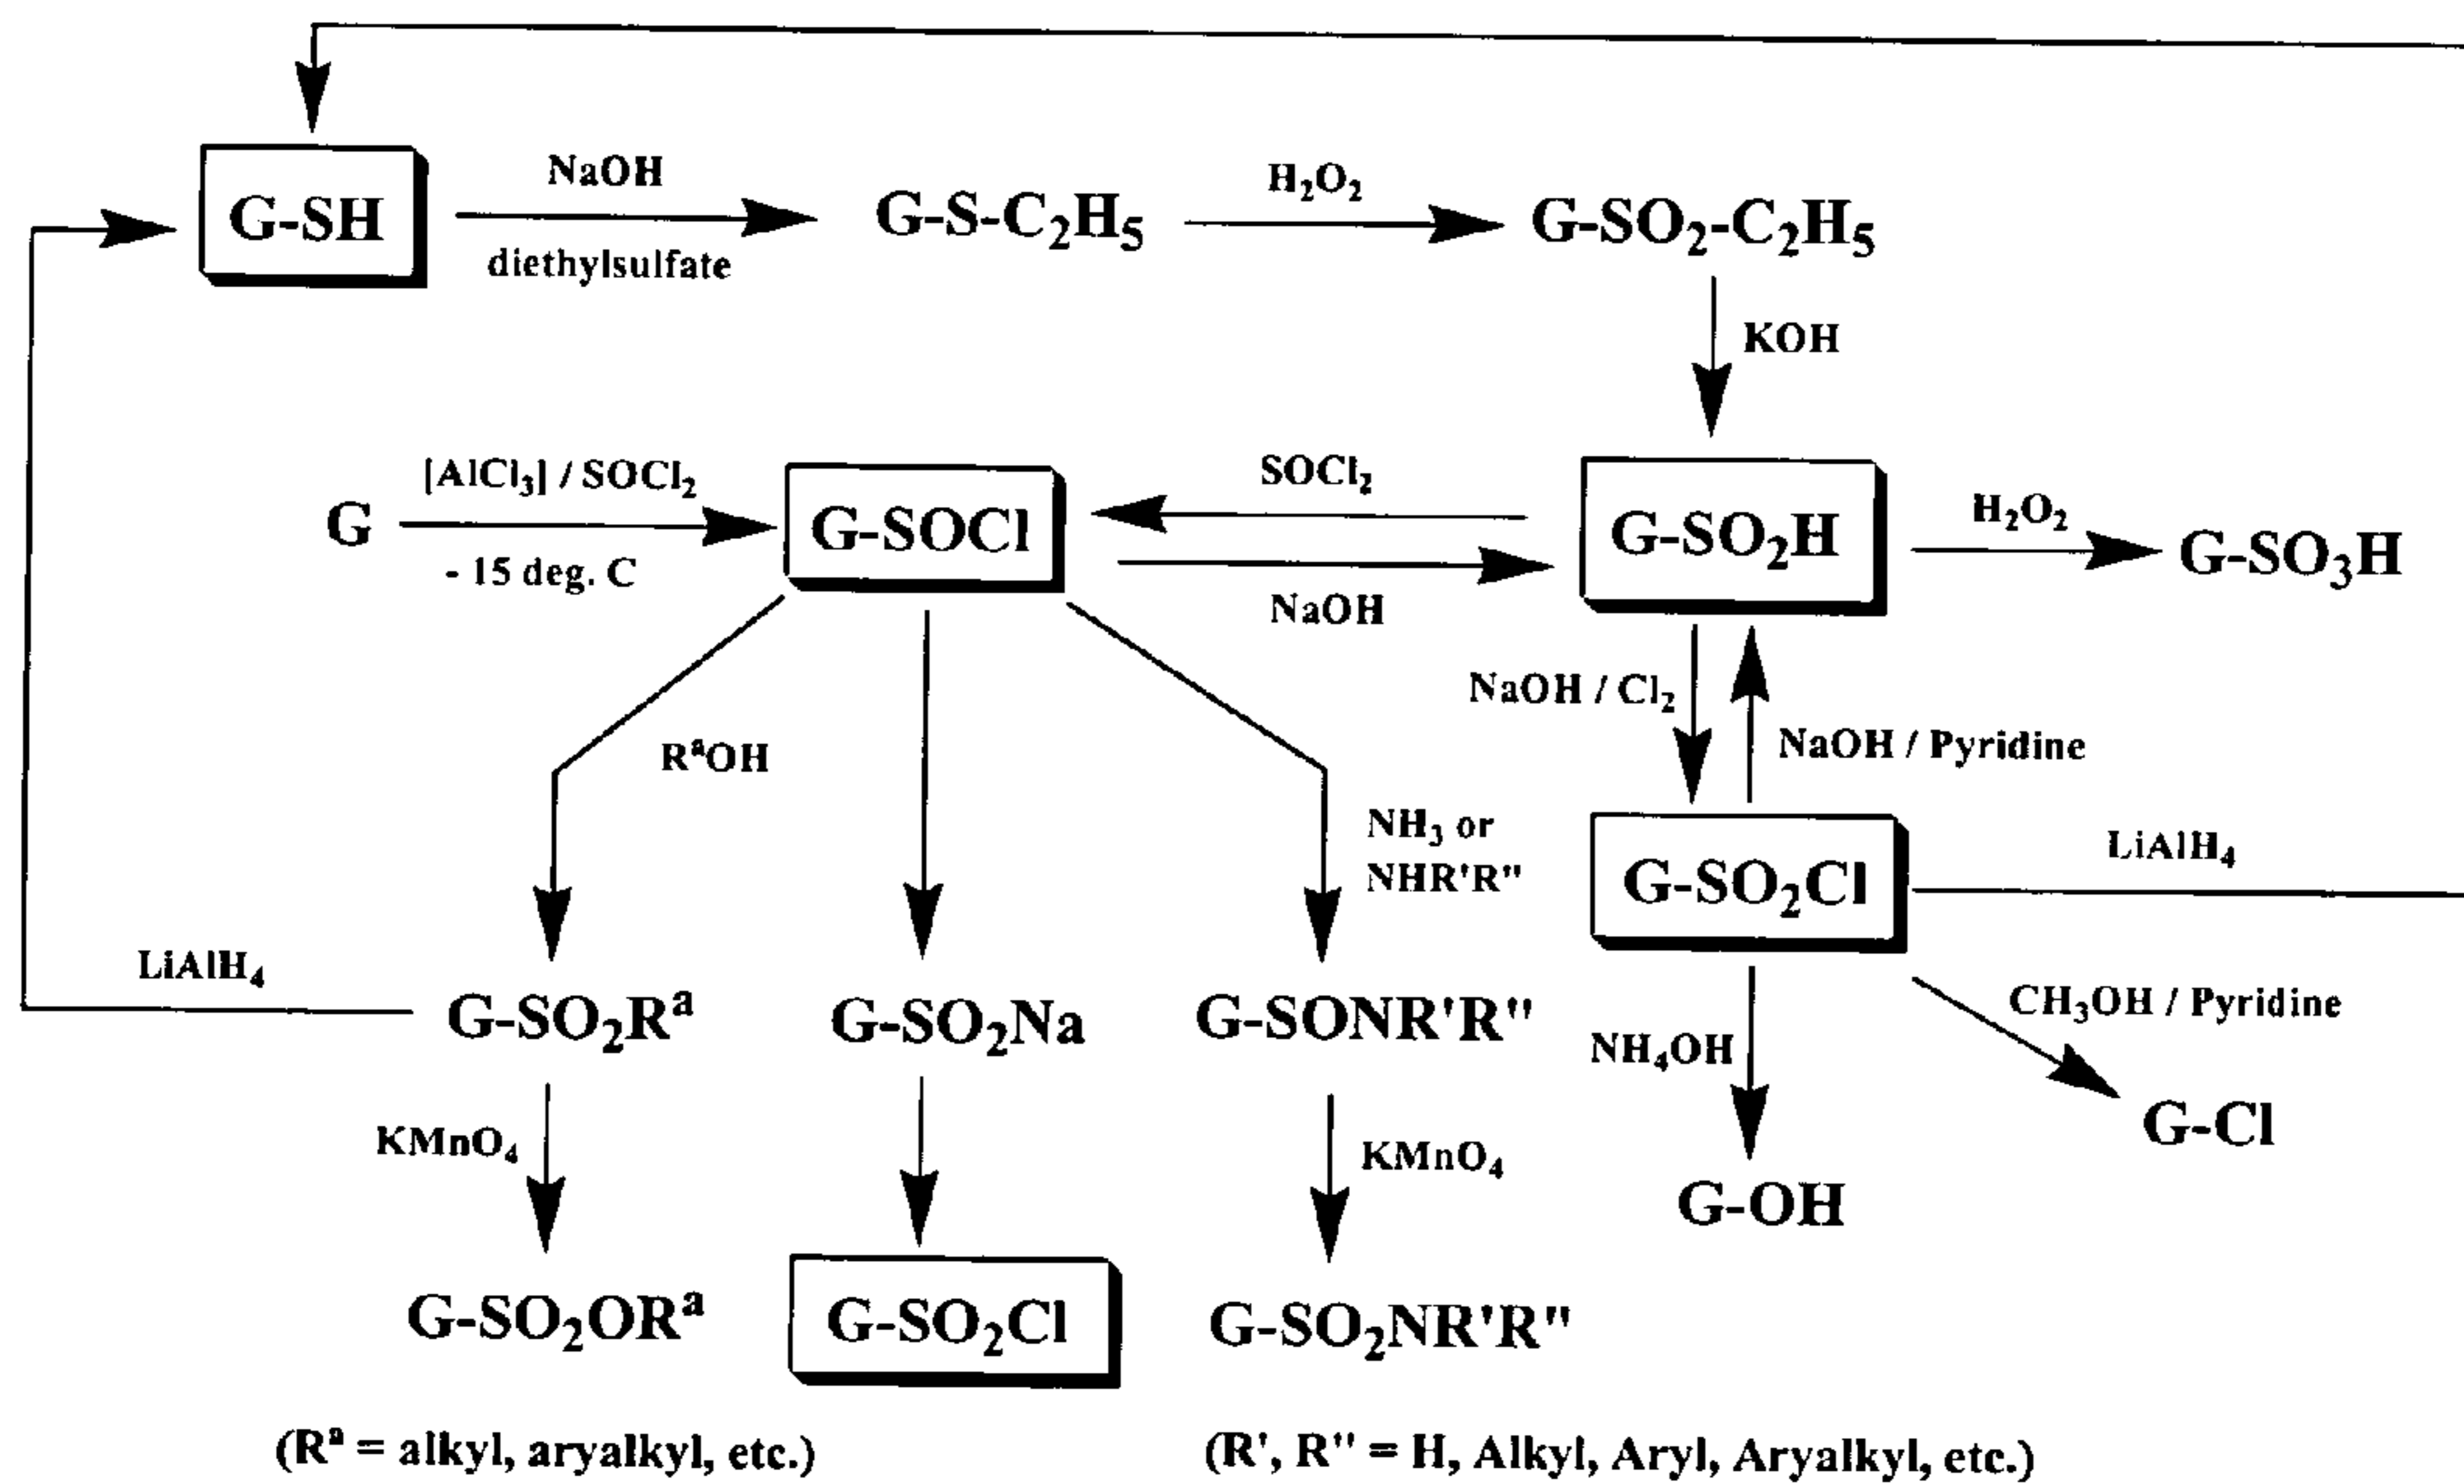 NaOH
H₂O₂
G-SH
G-S-C₂H₅
G-SO₂-C₂H₅
diethylsulfate
KOH
[AlCl₃] / SOCl₂
SOCl₂
H₂O₂
G
G-SOCl
G-SO₂H
G-SO₃H
- 15 deg. C
NaOH
NaOH / Cl₂
NaOH / Pyridine
RᵃOH
NH₃ or
NHR'R"
LiAlH₄
G-SO₂Cl
LiAlH₄
G-SO₂Rᵃ
G-SO₂Na
G-SONR'R"
NH₄OH
CH₃OH / Pyridine
G-Cl
KMnO₄
KMnO₄
G-OH
G-SO₂ORᵃ
G-SO₂Cl
G-SO₂NR'R"
(Rᵃ = alkyl, aryalkyl, etc.)
(R', R" = H, Alkyl, Aryl, Aryalkyl, etc.)